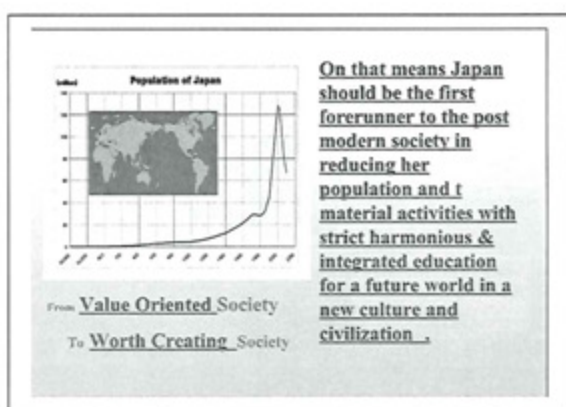 Population of Japan
From Value Oriented Society
To Worth Creating Society
On that means Japan
should be the first
forerunner to the post
modern society in
reducing her
population and t
material activities with
strict harmonious &
integrated education
for a future world in a
new culture and
civilization .